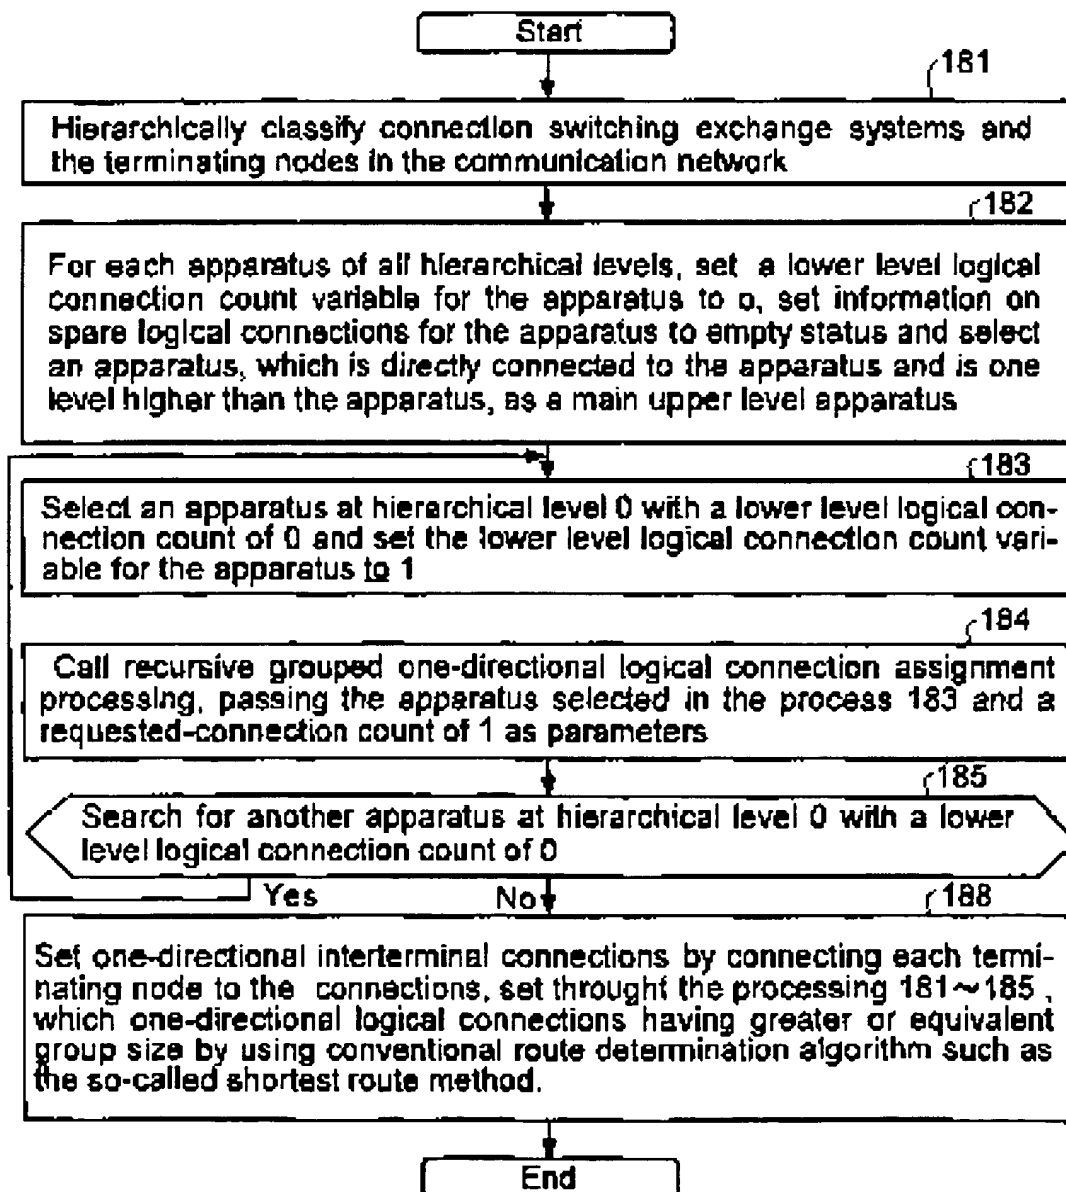 Start
181
Hierarchically classify connection switching exchange systems and
the terminating nodes in the communication network
182
For each apparatus of all hierarchical levels, set a lower level logical
connection count variable for the apparatus to o, set information on
spare logical connections for the apparatus to empty status and select
an apparatus, which is directly connected to the apparatus and is one
level higher than the apparatus, as a main upper level apparatus
183
Select an apparatus at hierarchical level 0 with a lower level logical con-
nection count of 0 and set the lower level logical connection count vari-
able for the apparatus to 1
184
Call recursive grouped one-directional logical connection assignment
processing, passing the apparatus selected in the process 183 and a
requested-connection count of 1 as parameters
185
Search for another apparatus at hierarchical level 0 with a lower
level logical connection count of 0
Yes No
188
Set one-directional interterminal connections by connecting each termi-
nating node to the connections, set throught the processing 181~185 ,
which one-directional logical connections having greater or equivalent
group size by using conventional route determination algorithm such as
the so-called shortest route method.
End